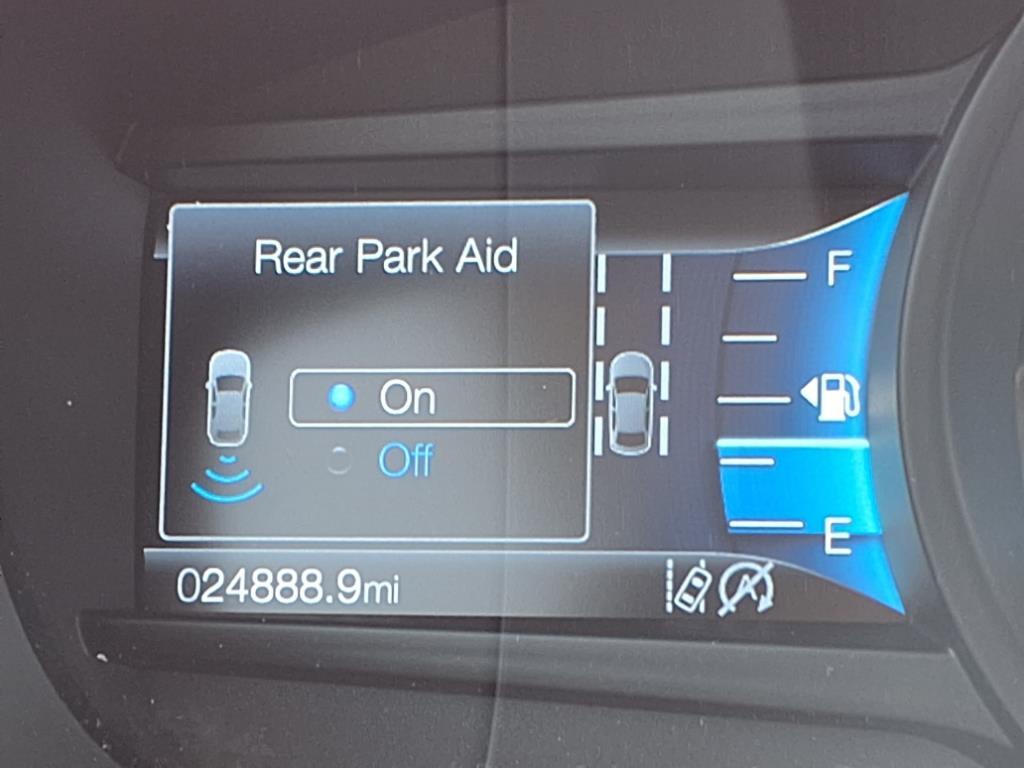 Rear Park Aid
On
Off
F
E
024888.9mi